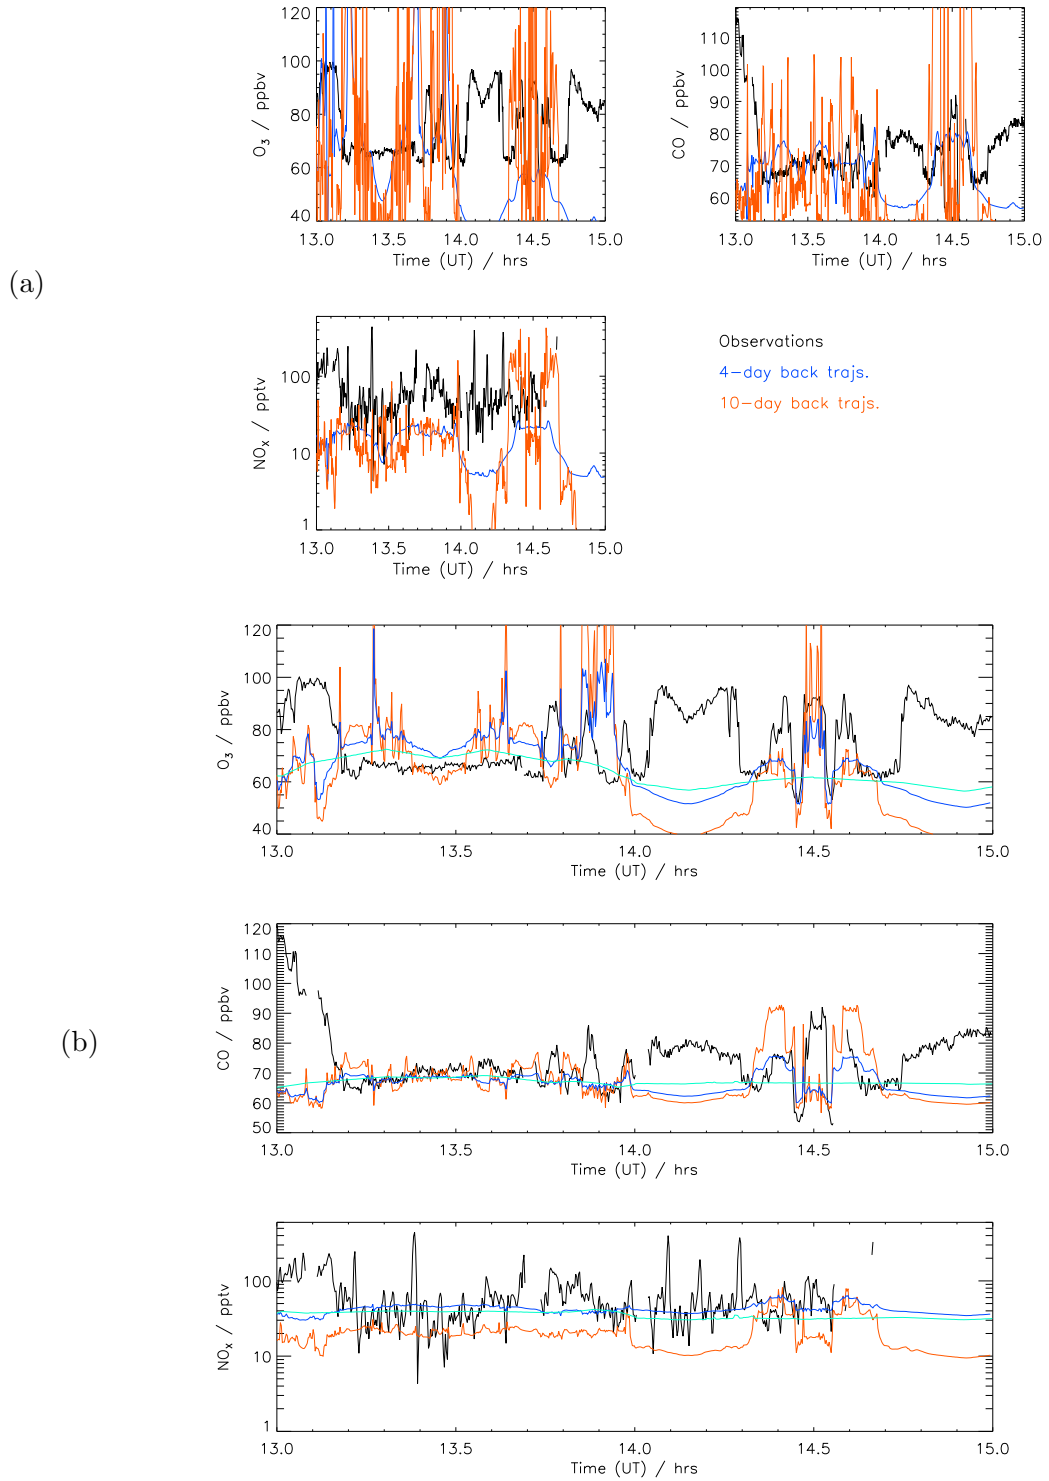 120
100
80
60
40
O3 / ppbv
13.0 13.5 14.0 14.5 15.0
Time (UT) / hrs
110
100
90
80
70
60
CO / ppbv
13.0 13.5 14.0 14.5 15.0
Time (UT) / hrs
(a)
100
10
1
NOx / pptv
13.0 13.5 14.0 14.5 15.0
Time (UT) / hrs
Observations
4-day back trajs.
10-day back trajs.
120
100
80
60
40
O3 / ppbv
13.0 13.5 14.0 14.5 15.0
Time (UT) / hrs
(b)
120
110
100
90
80
70
60
50
CO / ppbv
13.0 13.5 14.0 14.5 15.0
Time (UT) / hrs
100
10
1
NOx / pptv
13.0 13.5 14.0 14.5 15.0
Time (UT) / hrs